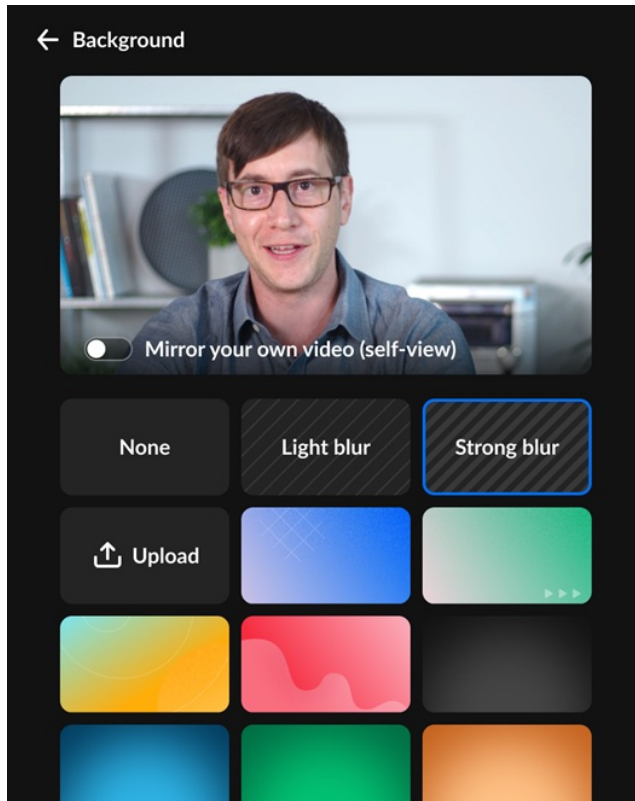 Background
Mirror your own video (self-view)
None
Light blur
Strong blur
Upload